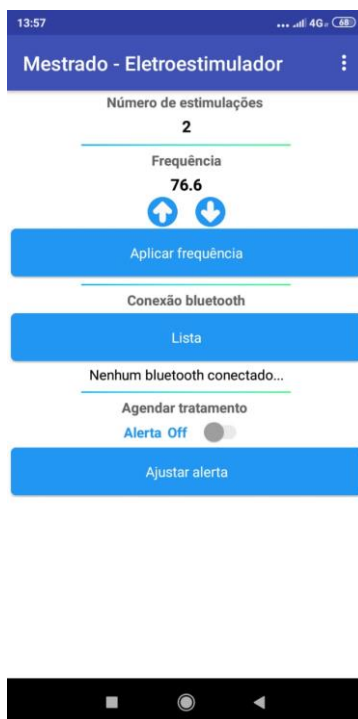 13:57
4G 68
Mestrado - Eletroestimulador
Número de estimulações
2
Frequência
76.6
Aplicar frequência
Conexão bluetooth
Lista
Nenhum bluetooth conectado...
Agendar tratamento
Alerta Off
Ajustar alerta